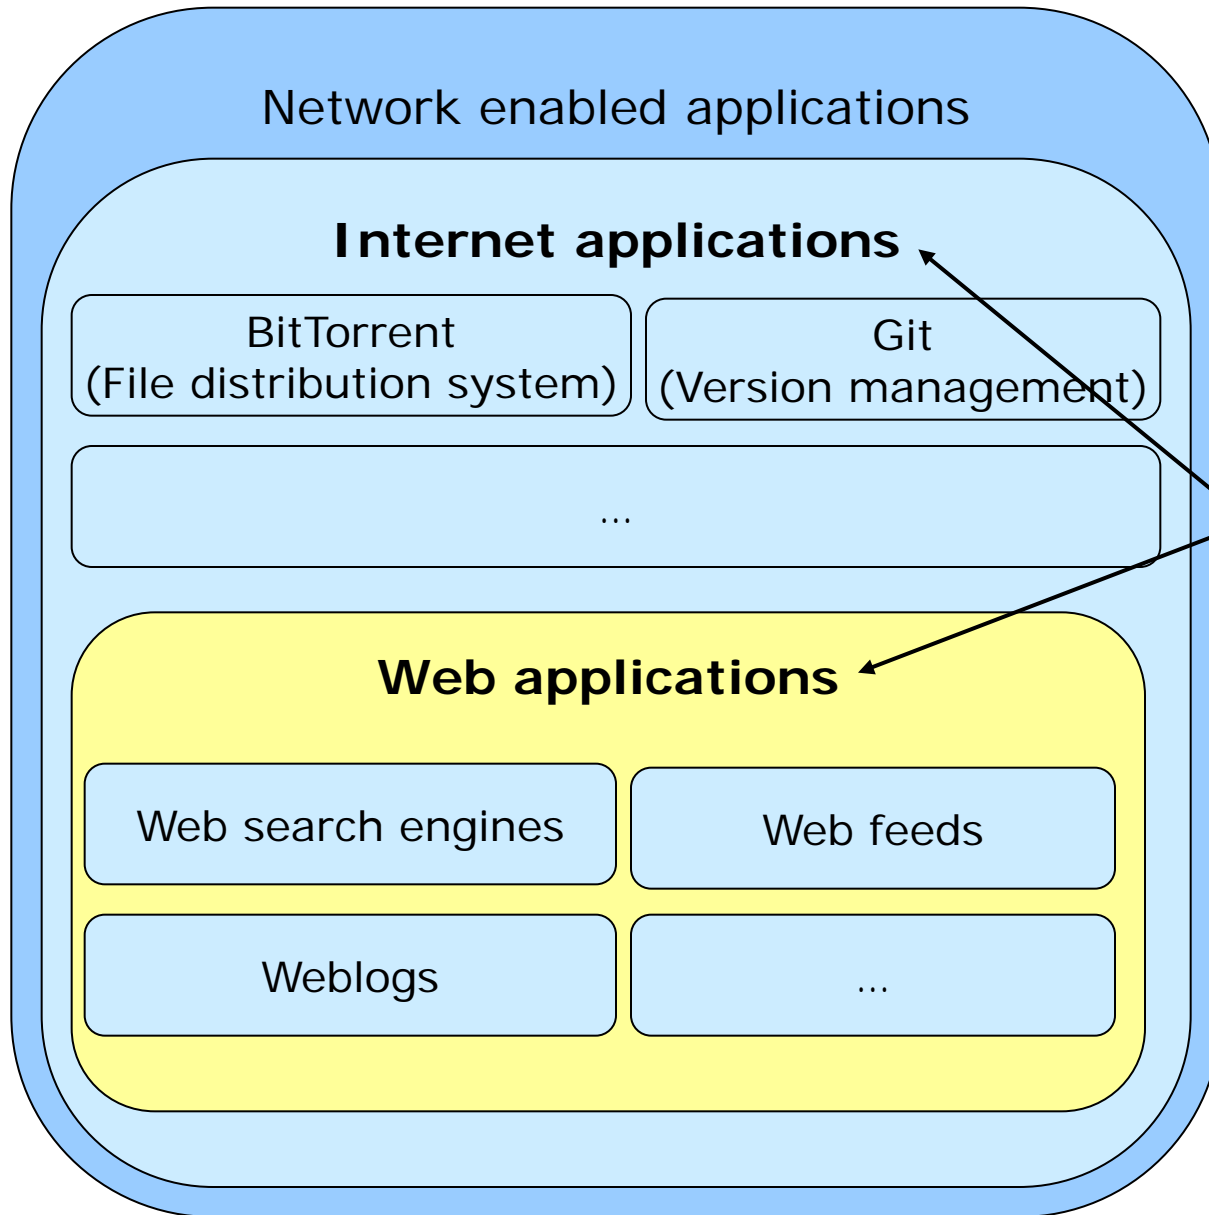 Network enabled applications
Internet applications
BitTorrent
(File distribution system)
Git
(Version management)
...
Web applications
Web search engines
Web feeds
Weblogs
...